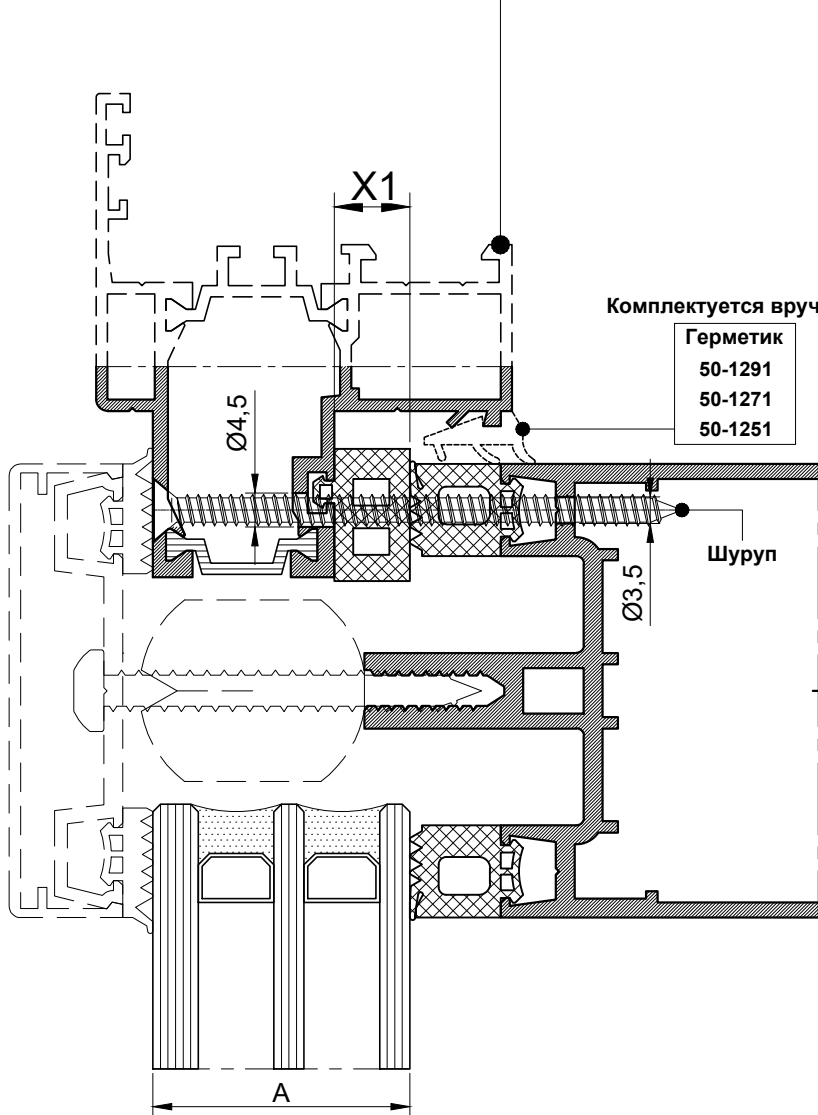 X1
Комплектуется вруч
Герметик
50-1291
50-1271
50-1251
Ø4,5
Шуруп
Ø3,5
A